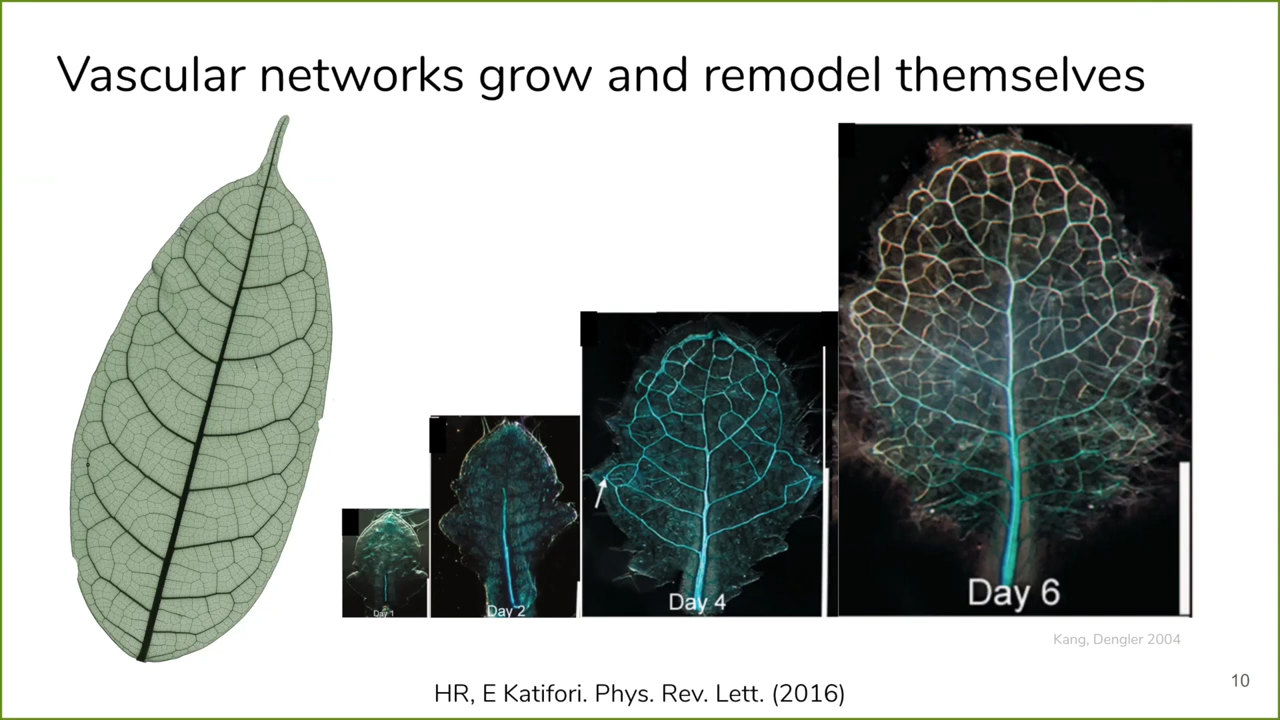 Vascular networks grow and remodel themselves
Day 1
Day 2
Day 4
Day 6
Kang, Dengler 2004
HR, E Katifori. Phys. Rev. Lett. (2016)
10